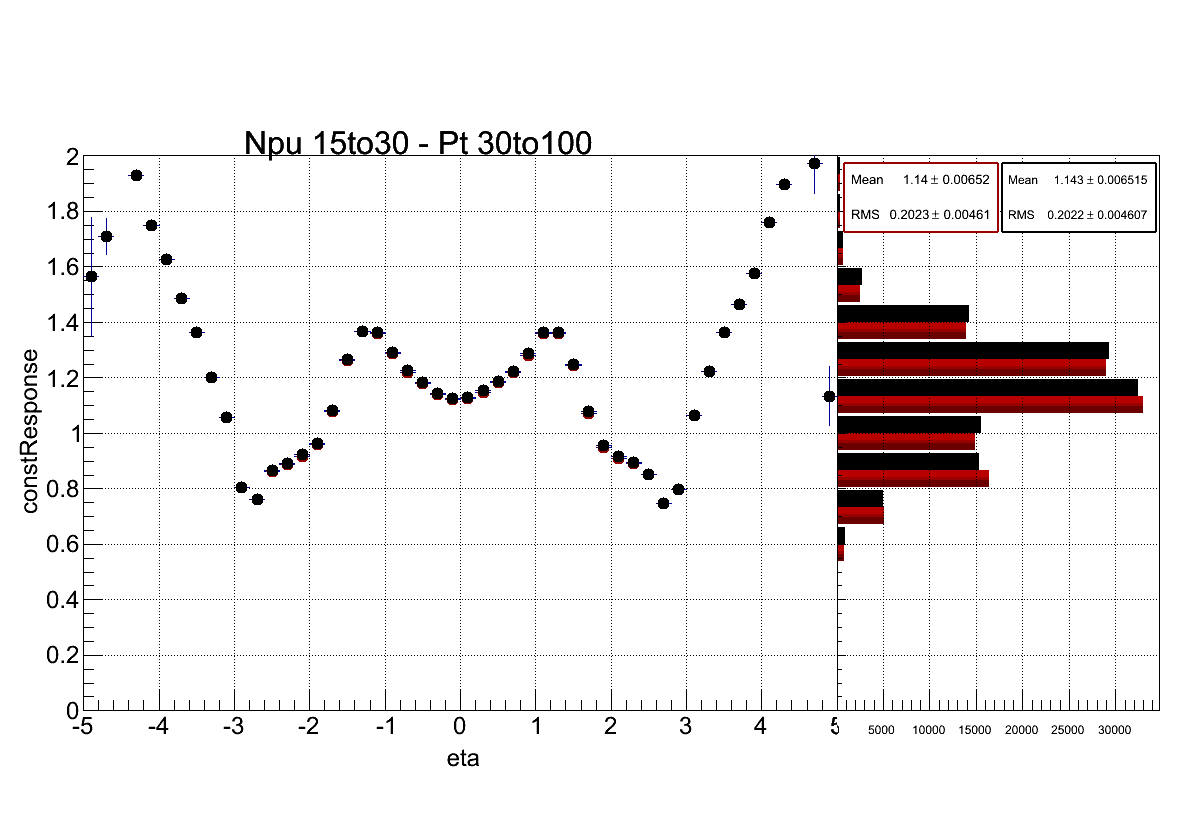 Npu 15to30 - Pt 30to100
2
1.8
1.6
1.4
1.2
1
0.8
0.6
0.4
0.2
0
constResponse
-5 -4 -3 -2 -1 0 1 2 3 4 5
eta
Mean 1.14 ± 0.00652
RMS 0.2023 ± 0.00461
Mean 1.143 ± 0.006515
RMS 0.2022 ± 0.004607
5000 10000 15000 20000 25000 30000